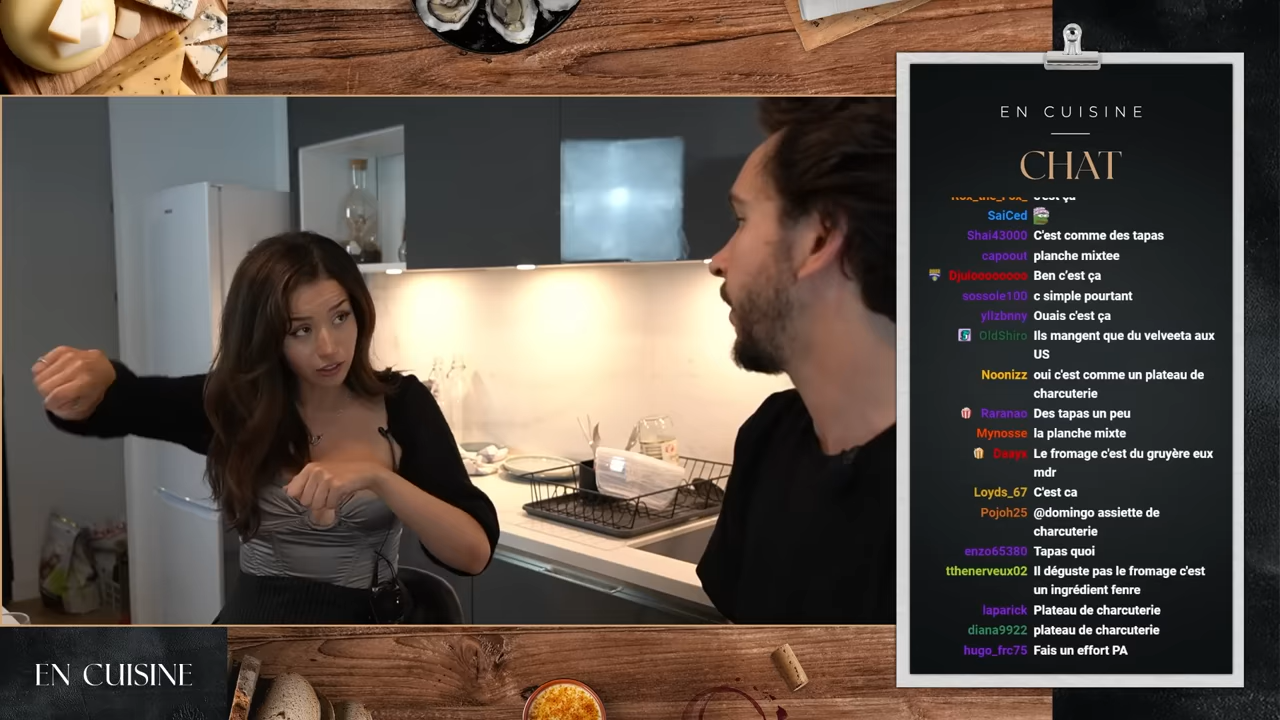 EN CUISINE
CHAT
SaiCed
Shai43000 C'est comme des tapas
capoout planche mixtee
Djuloooooooo Ben c'est ça
sossole100 c simple pourtant
yllzbnny Ouais c'est ça
OldShiro Ils mangent que du velveeta aux
US
Noonizz oui c'est comme un plateau de
charcuterie
Raranao Des tapas un peu
Mynosse la planche mixte
Le fromage c'est du gruyère eux
mdr
Loyds_67 C'est ca
Pojoh25 @domingo assiette de
charcuterie
enzo65380 Tapas quoi
tthenerveux02 Il déguste pas le fromage c'est
un ingrédient fenre
laparick Plateau de charcuterie
diana9922 plateau de charcuterie
hugo_frc75 Fais un effort PA
EN CUISINE